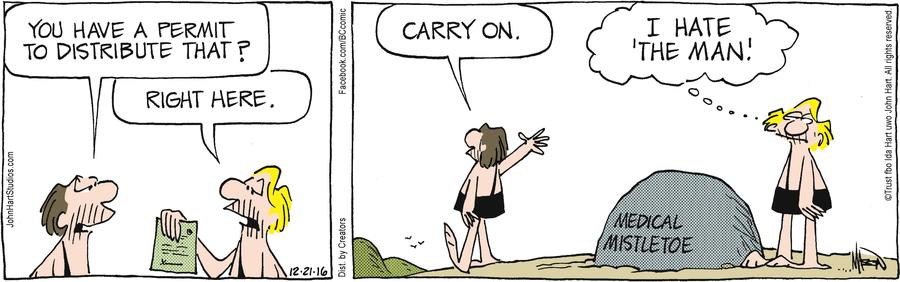 YOU HAVE A PERMIT
TO DISTRIBUTE THAT?
RIGHT HERE.
JohnHartStudios.com
12-21-16
Facebook.com/BCcomic
Dist. by Creators
CARRY ON.
I HATE
'THE MAN.'
MEDICAL
MISTLETOE
©Trust fbo Ida Hart uwo John Hart. All rights reserved